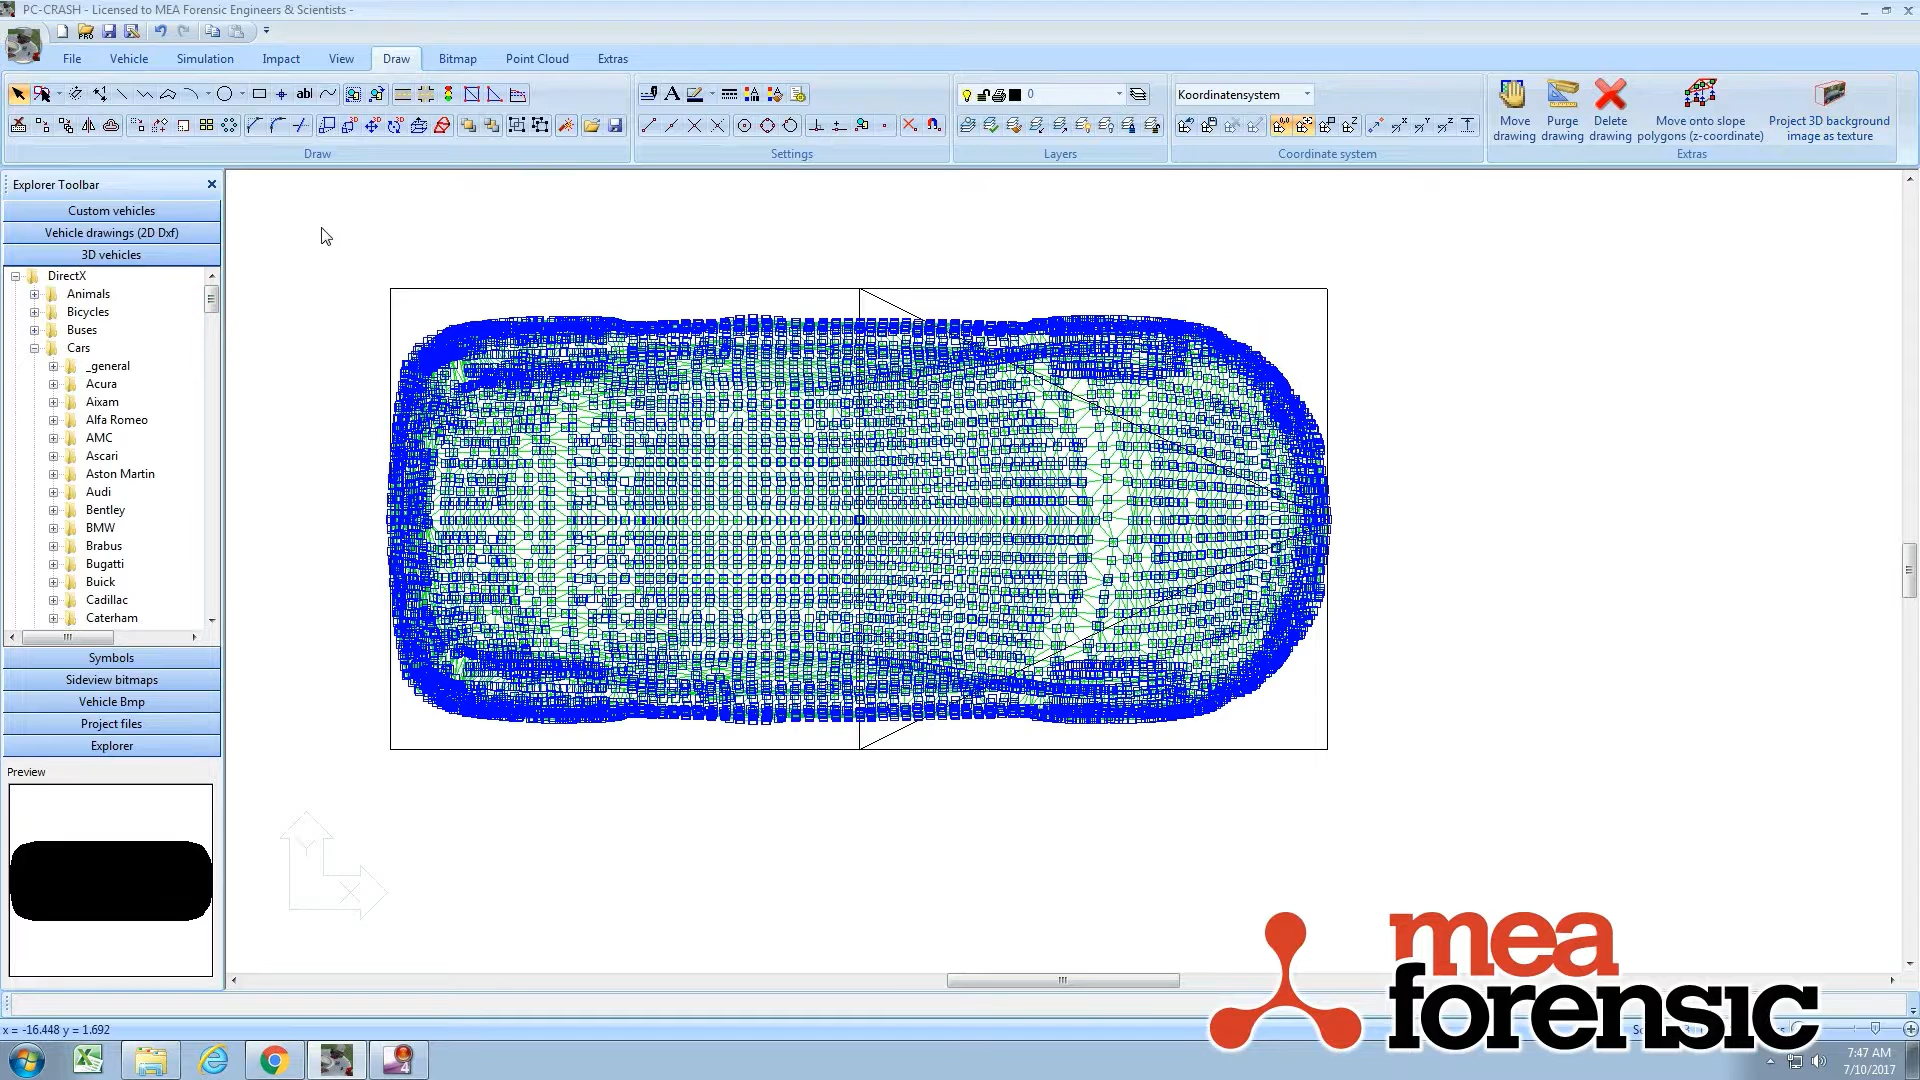 PC-CRASH - Licensed to MEA Forensic Engineers & Scientists -
File Vehicle Simulation Impact View Draw Bitmap Point Cloud Extras
abl A 0 Koordinatensystem
Move drawing
Purge drawing
Delete drawing
Move onto slope polygons (z-coordinate)
Project 3D background image as texture
Draw Settings Layers Coordinate system Extras
Explorer Toolbar
Custom vehicles
Vehicle drawings (2D Dxf)
3D vehicles
DirectX
Animals
Bicycles
Buses
Cars
_general
Acura
Aixam
Alfa Romeo
AMC
Ascari
Aston Martin
Audi
Bentley
BMW
Brabus
Bugatti
Buick
Cadillac
Caterham
Symbols
Sideview bitmaps
Vehicle Bmp
Project files
Explorer
Preview
Y
X
mea
forensic
x = -16.448 y = 1.692
7:47 AM
7/10/2017